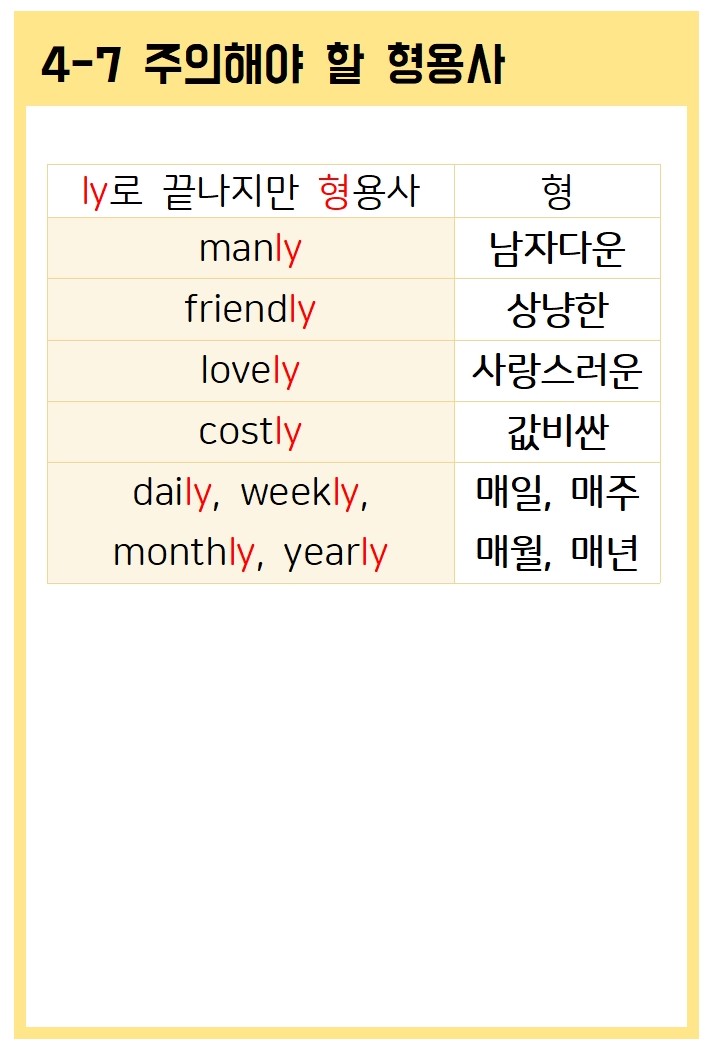 4-7 주의해야 할 형용사
ly로 끝나지만 형용사 형
manly 남자다운
friendly 상냥한
lovely 사랑스러운
costly 값비싼
daily, weekly, 매일, 매주
monthly, yearly 매월, 매년